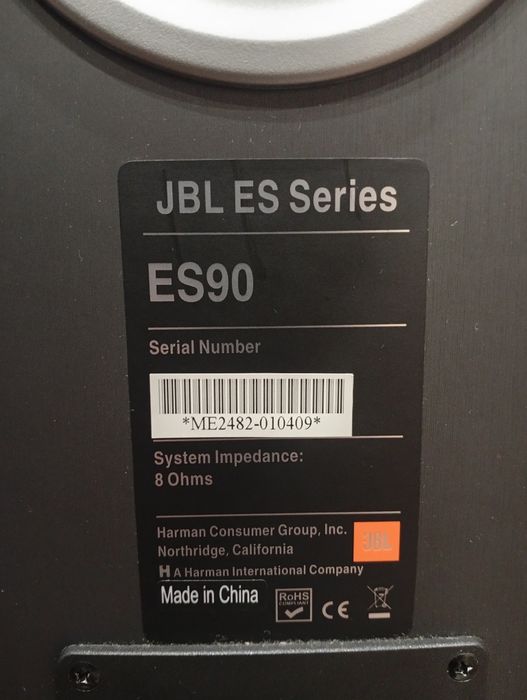 JBL ES Series
ES90
Serial Number
*ME2482-010409*
System Impedance:
8 Ohms
Harman Consumer Group, Inc.
Northridge, California
JBL
H A Harman International Company
Made in China
RoHS
COMPLIANT
CE